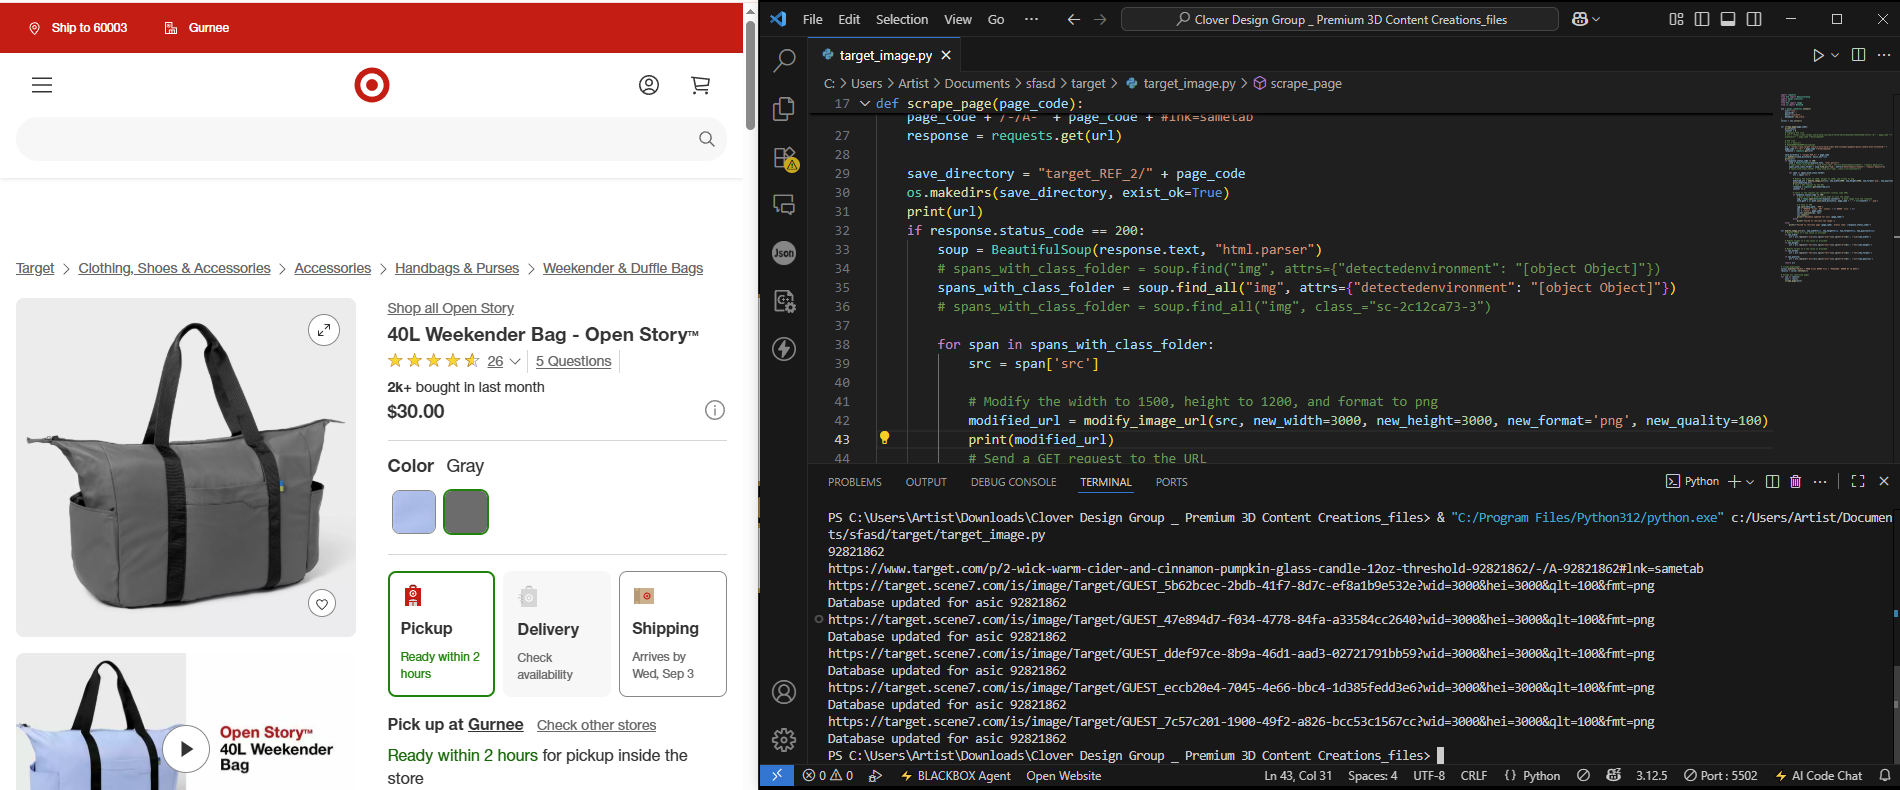 Ship to 60003
Gurnee
Target > Clothing, Shoes & Accessories > Accessories > Handbags & Purses > Weekender & Duffle Bags
Shop all Open Story
40L Weekender Bag - Open Story™
26
5 Questions
2k+ bought in last month
$30.00
Color Gray
Pickup
Ready within 2
hours
Delivery
Check
availability
Shipping
Arrives by
Wed, Sep 3
Pick up at Gurnee Check other stores
Ready within 2 hours for pickup inside the
store
Open Story™
40L Weekender
Bag
File Edit Selection View Go ···
Clover Design Group _ Premium 3D Content Creations_files
target_image.py
C: > Users > Artist > Documents > sfasd > target > target_image.py > scrape_page
Json
17 def scrape_page(page_code):
page_code + /-/A- + page_code + #lnk=sametab
27 response = requests.get(url)
28
29 save_directory = "target_REF_2/" + page_code
30 os.makedirs(save_directory, exist_ok=True)
31 print(url)
32 if response.status_code == 200:
33 soup = BeautifulSoup(response.text, "html.parser")
34 # spans_with_class_folder = soup.find("img", attrs={"detectedenvironment": "[object Object]"})
35 spans_with_class_folder = soup.find_all("img", attrs={"detectedenvironment": "[object Object]"})
36 # spans_with_class_folder = soup.find_all("img", class_="sc-2c12ca73-3")
37
38 for span in spans_with_class_folder:
39 src = span['src']
40
41 # Modify the width to 1500, height to 1200, and format to png
42 modified_url = modify_image_url(src, new_width=3000, new_height=3000, new_format='png', new_quality=100)
43 print(modified_url)
44 # Send a GET request to the URL
PROBLEMS OUTPUT DEBUG CONSOLE TERMINAL PORTS
Python
PS C:\Users\Artist\Downloads\Clover Design Group _ Premium 3D Content Creations_files> & "C:/Program Files/Python312/python.exe" c:/Users/Artist/Documen
ts/sfasd/target/target_image.py
92821862
https://www.target.com/p/2-wick-warm-cider-and-cinnamon-pumpkin-glass-candle-12oz-threshold-92821862/-/A-92821862#lnk=sametab
https://target.scene7.com/is/image/Target/GUEST_5b62bcec-2bdb-41f7-8d7c-ef8a1b9e532e?wid=3000&hei=3000&qlt=100&fmt=png
Database updated for asic 92821862
https://target.scene7.com/is/image/Target/GUEST_47e894d7-f034-4778-84fa-a33584cc2640?wid=3000&hei=3000&qlt=100&fmt=png
Database updated for asic 92821862
https://target.scene7.com/is/image/Target/GUEST_ddef97ce-8b9a-46d1-aad3-02721791bb59?wid=3000&hei=3000&qlt=100&fmt=png
Database updated for asic 92821862
https://target.scene7.com/is/image/Target/GUEST_eccb20e4-7045-4e66-bbc4-1d385fedd3e6?wid=3000&hei=3000&qlt=100&fmt=png
Database updated for asic 92821862
https://target.scene7.com/is/image/Target/GUEST_7c57c201-1900-49f2-a826-bcc53c1567cc?wid=3000&hei=3000&qlt=100&fmt=png
Database updated for asic 92821862
PS C:\Users\Artist\Downloads\Clover Design Group _ Premium 3D Content Creations_files>
0 0 BLACKBOX Agent Open Website Ln 43, Col 31 Spaces: 4 UTF-8 CRLF {} Python 3.12.5 Port : 5502 AI Code Chat